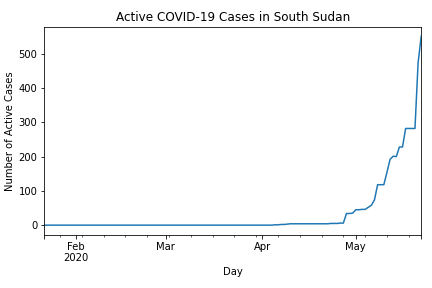 Active COVID-19 Cases in South Sudan
Number of Active Cases
500
400
300
200
100
0
Feb Mar Apr May
2020
Day